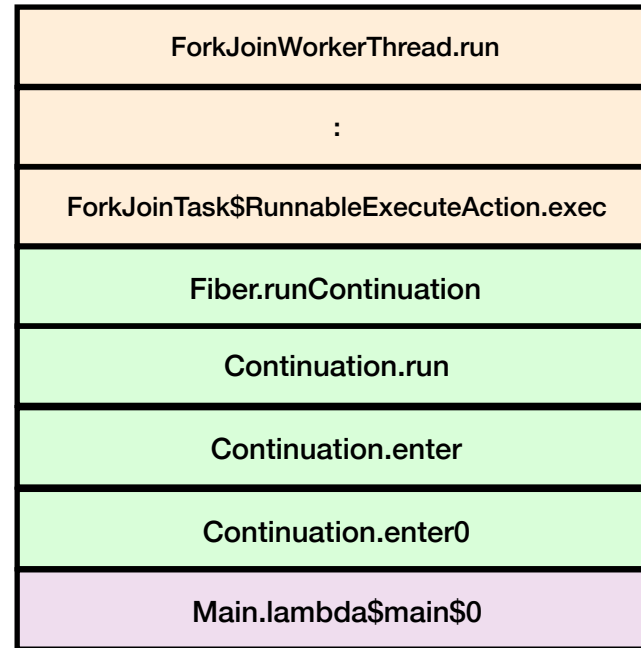 ForkJoinWorkerThread.run
:
ForkJoinTask$RunnableExecuteAction.exec
Fiber.runContinuation
Continuation.run
Continuation.enter
Continuation.enter0
Main.lambda$main$0